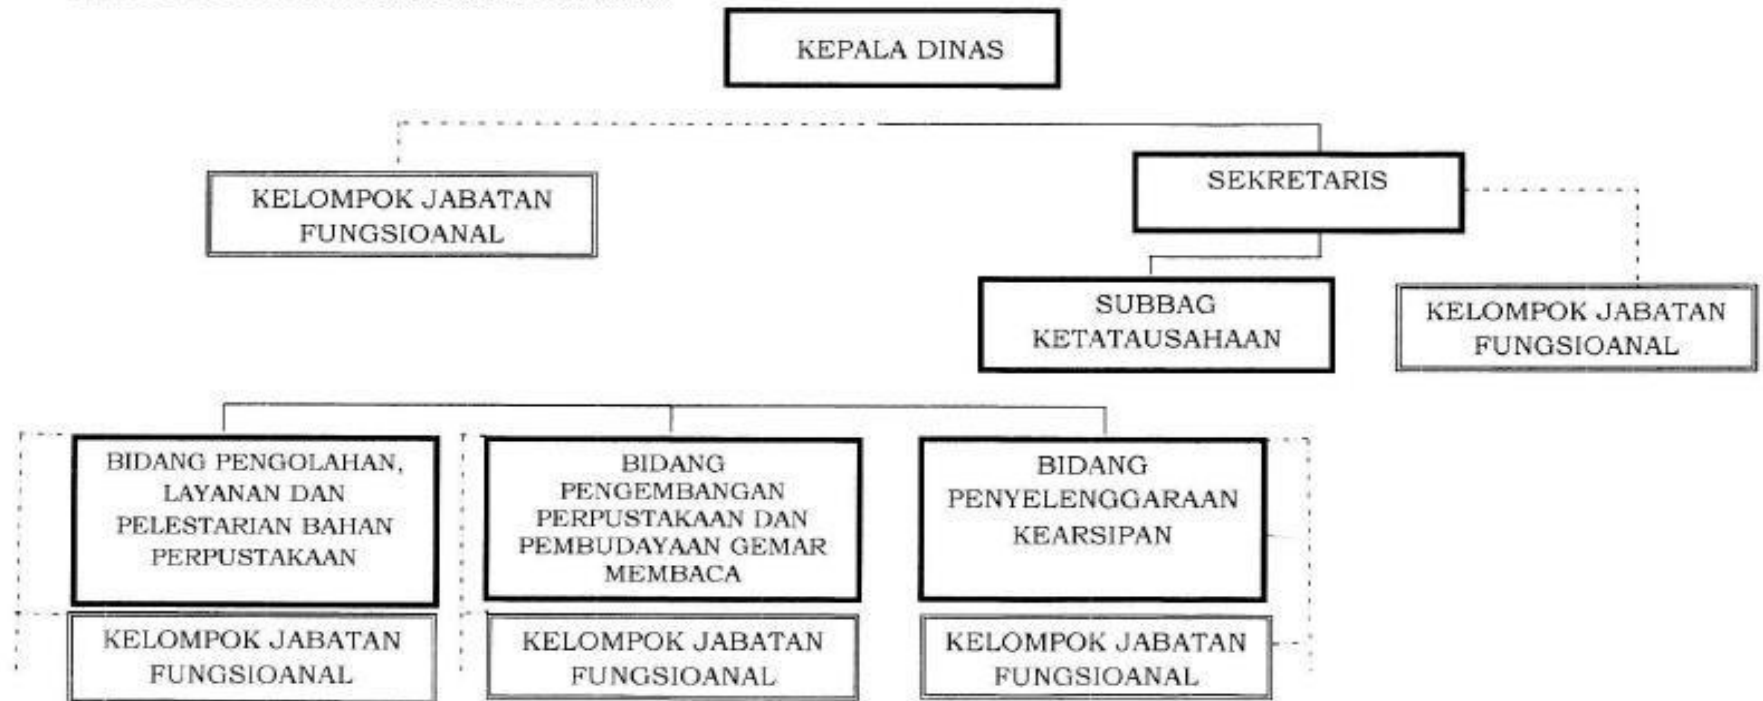 KEPALA DINAS
KELOMPOK JABATAN
FUNGSIOANAL
SEKRETARIS
SUBBAG
KETATAUSAHAAN
KELOMPOK JABATAN
FUNGSIOANAL
BIDANG PENGOLAHAN,
LAYANAN DAN
PELESTARIAN BAHAN
PERPUSTAKAAN
BIDANG
PENGEMBANGAN
PERPUSTAKAAN DAN
PEMBUDAYAAN GEMAR
MEMBACA
BIDANG
PENYELENGGARAAN
KEARSIPAN
KELOMPOK JABATAN
FUNGSIOANAL
KELOMPOK JABATAN
FUNGSIOANAL
KELOMPOK JABATAN
FUNGSIOANAL